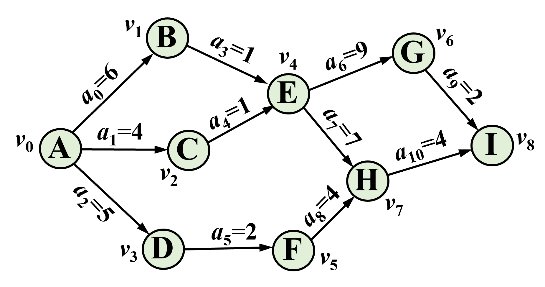 v₁
B
a₃=1
v₄
a₆=9
G
v₆
a₀=6
E
a₉=2
v₀
A
a₁=4
C
v₂
a₄=1
a₇=7
a₁₀=4
I
v₈
a₂=5
H
v₇
a₈=4
v₃
D
a₅=2
F
v₅